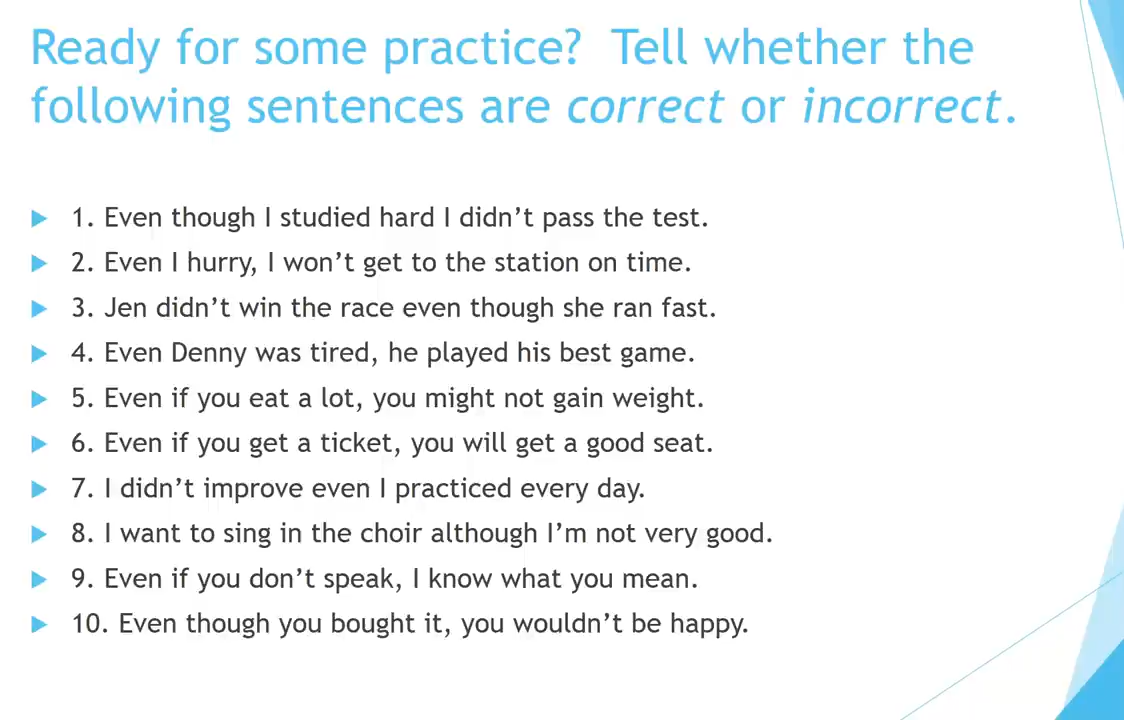 Ready for some practice?  Tell whether the
following sentences are correct or incorrect.
1. Even though I studied hard I didn’t pass the test.
2. Even I hurry, I won’t get to the station on time.
3. Jen didn’t win the race even though she ran fast.
4. Even Denny was tired, he played his best game.
5. Even if you eat a lot, you might not gain weight.
6. Even if you get a ticket, you will get a good seat.
7. I didn’t improve even I practiced every day.
8. I want to sing in the choir although I’m not very good.
9. Even if you don’t speak, I know what you mean.
10. Even though you bought it, you wouldn’t be happy.